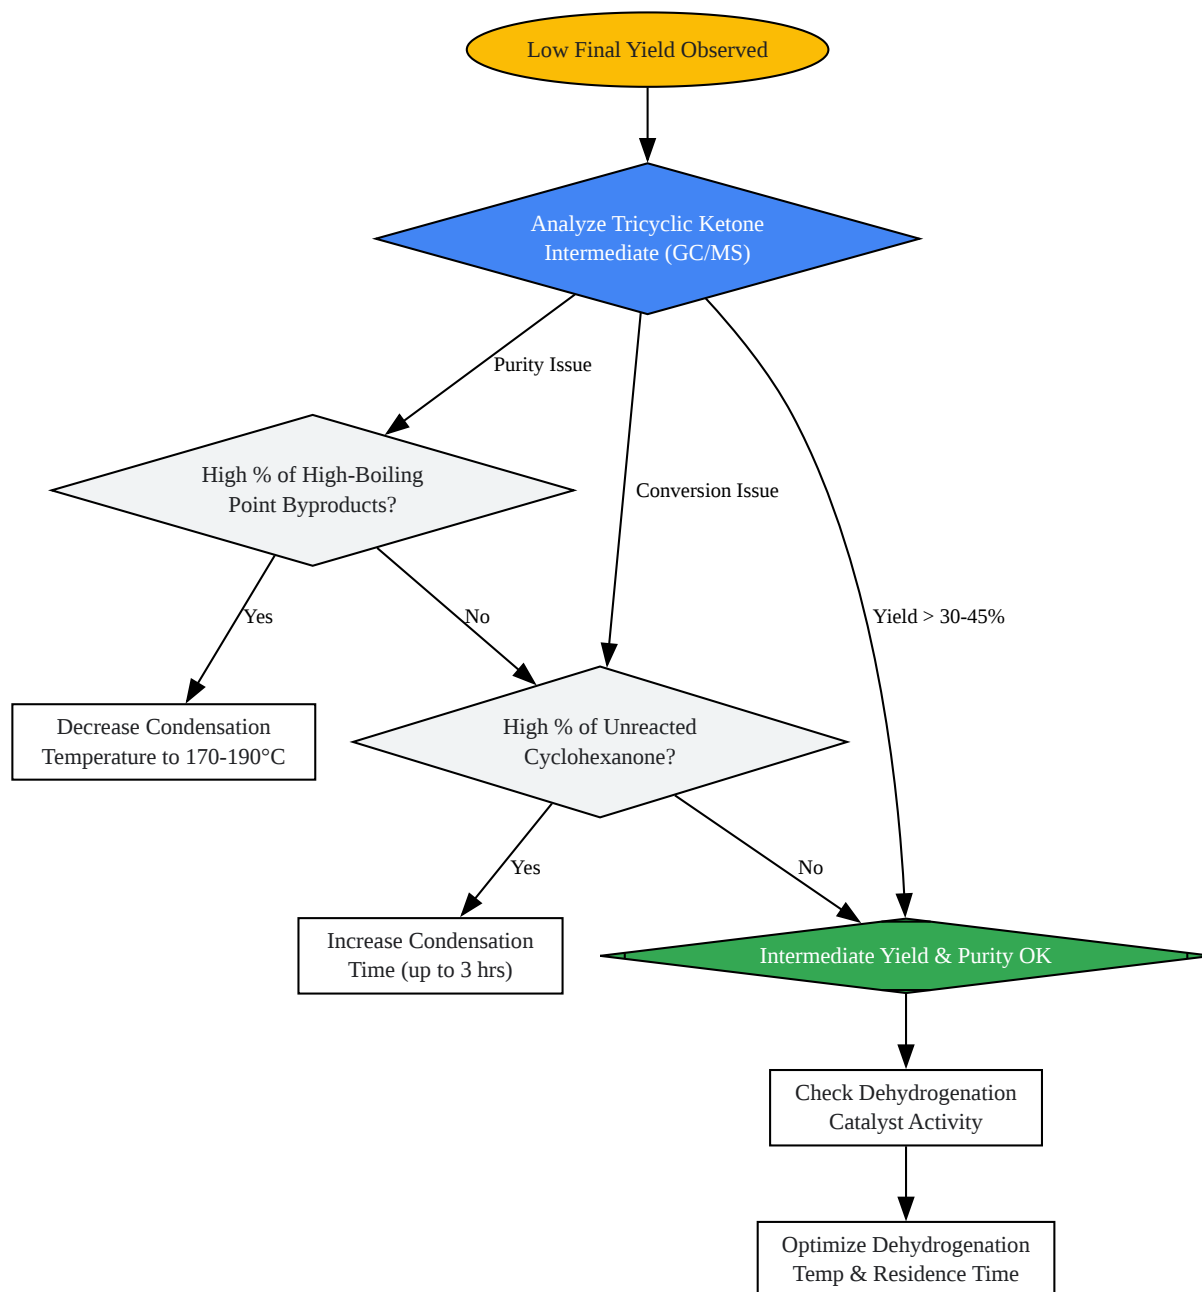 Low Final Yield Observed
Analyze Tricyclic Ketone
Intermediate (GC/MS)
Purity Issue
High % of High-Boiling
Point Byproducts?
Conversion Issue
Yes
No
Yield > 30-45%
Decrease Condensation
Temperature to 170-190°C
High % of Unreacted
Cyclohexanone?
Yes
No
Increase Condensation
Time (up to 3 hrs)
Intermediate Yield & Purity OK
Check Dehydrogenation
Catalyst Activity
Optimize Dehydrogenation
Temp & Residence Time